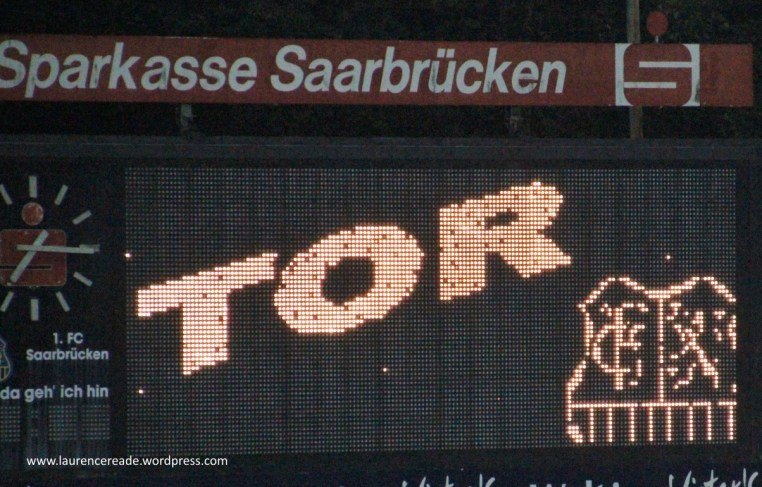 Sparkasse Saarbrücken
TOR
1. FC
Saarbrücken
da geh' ich hin
www.laurencereade.wordpress.com